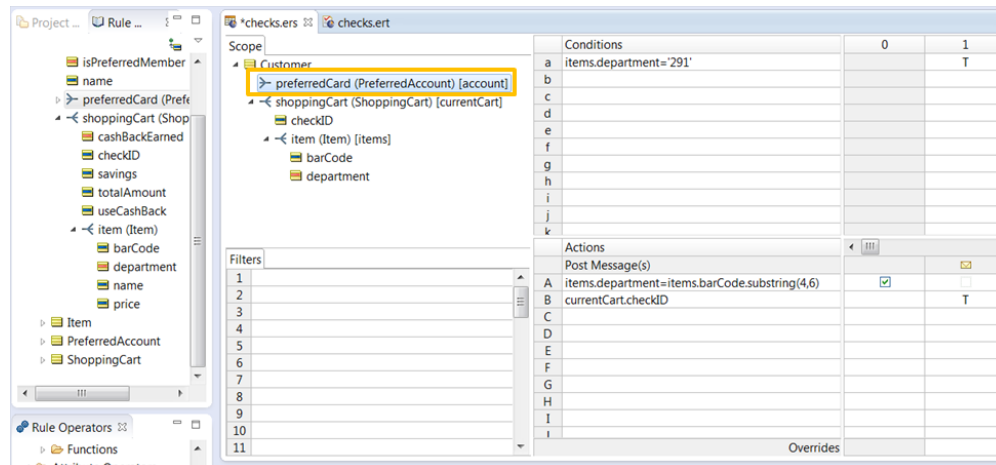 Project ...
Rule ...
isPreferredMember
name
preferredCard (Prefe
shoppingCart (Shop
cashBackEarned
checkID
savings
totalAmount
useCashBack
item (Item)
barCode
department
name
price
Item
PreferredAccount
ShoppingCart
Rule Operators
Functions
*checks.ers
checks.ert
Scope
Customer
preferredCard (PreferredAccount) [account]
shoppingCart (ShoppingCart) [currentCart]
checkID
item (Item) [items]
barCode
department
Filters
1
2
3
4
5
6
7
8
9
10
11
Conditions 0 1
a items.department='291' T
b
c
d
e
f
g
h
i
j
k
Actions
Post Message(s)
A items.department=items.barCode.substring(4,6)
B currentCart.checkID T
C
D
E
F
G
H
I
Overrides